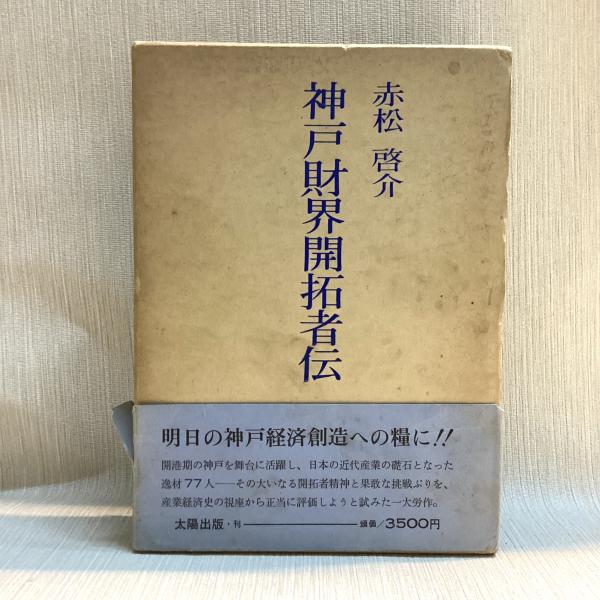 赤松 啓介
神戸財界開拓者伝
明日の神戸経済創造への糧に!!
開港期の神戸を舞台に活躍し、日本の近代産業の礎石となった
逸材77人──その大いなる開拓者精神と果敢な挑戦ぶりを、
産業経済史の視座から正当に評価しようと試みた一大労作。
太陽出版・刊────頒価/3500円